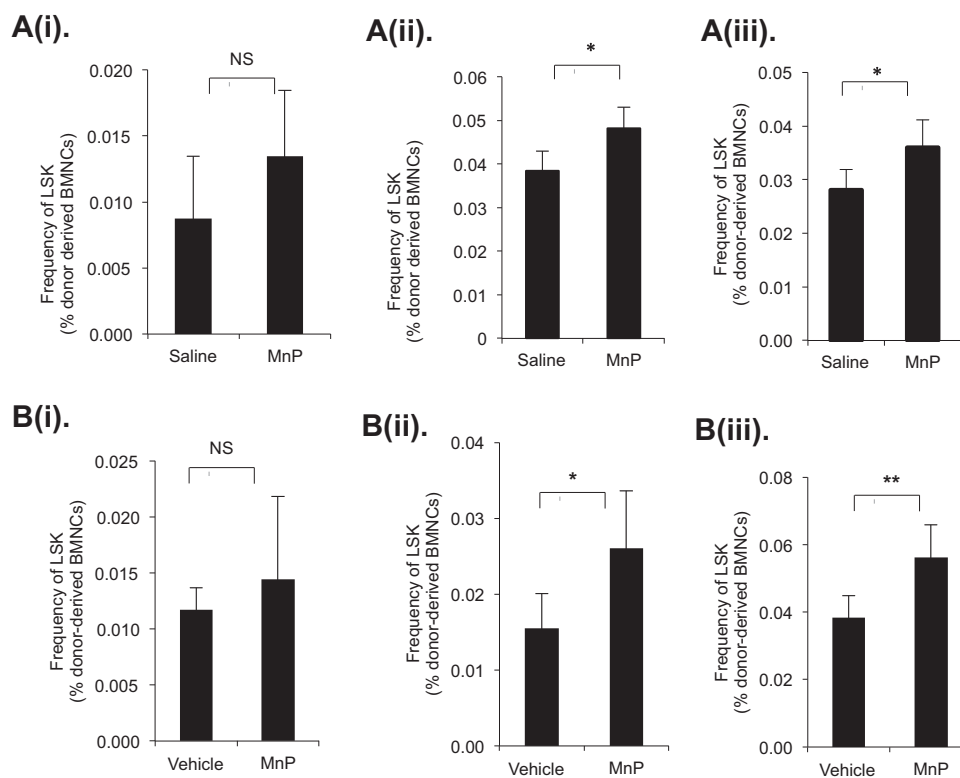 A(i).
NS
0.020
0.015
0.010
0.005
0.000
Frequency of LSK
(% donor derived BMNCs)
Saline
MnP
A(ii).
*
0.06
0.05
0.04
0.03
0.02
0.01
0
Frequency of LSK
(% donor derived BMNCs)
Saline
MnP
A(iii).
*
0.05
0.04
0.03
0.02
0.01
0.00
Frequency of LSK
(% donor-derived BMNCs)
Saline
MnP
B(i).
NS
0.025
0.020
0.015
0.010
0.005
0.000
Frequency of LSK
(% donor-derived BMNCs)
Vehicle
MnP
B(ii).
*
0.04
0.03
0.02
0.01
0.00
Frequency of LSK
(% donor-derived BMNCs)
Vehicle
MnP
B(iii).
**
0.08
0.06
0.04
0.02
0.00
Frequency of LSK
(% donor-derived BMNCs)
Vehicle
MnP